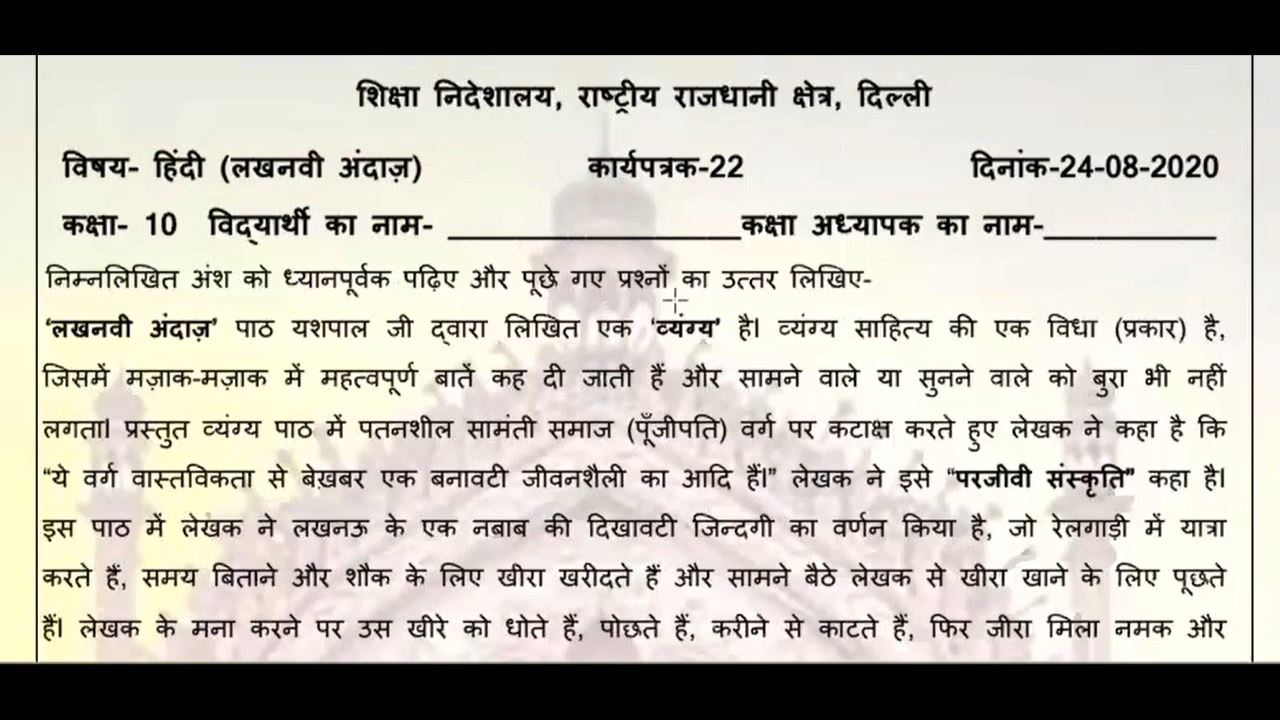 शिक्षा निदेशालय, राष्ट्रीय राजधानी क्षेत्र, दिल्ली
विषय- हिंदी (लखनवी अंदाज़) कार्यपत्रक-22 दिनांक-24-08-2020
कक्षा- 10 विद्यार्थी का नाम- ____________________कक्षा अध्यापक का नाम-____________
निम्नलिखित अंश को ध्यानपूर्वक पढ़िए और पूछे गए प्रश्नों का उत्तर लिखिए-
‘लखनवी अंदाज़’ पाठ यशपाल जी द्वारा लिखित एक ‘व्यंग्य’ है। व्यंग्य साहित्य की एक विधा (प्रकार) है,
जिसमें मज़ाक-मज़ाक में महत्वपूर्ण बातें कह दी जाती हैं और सामने वाले या सुनने वाले को बुरा भी नहीं
लगता। प्रस्तुत व्यंग्य पाठ में पतनशील सामंती समाज (पूँजीपति) वर्ग पर कटाक्ष करते हुए लेखक ने कहा है कि
“ये वर्ग वास्तविकता से बेख़बर एक बनावटी जीवनशैली का आदि हैं।” लेखक ने इसे “परजीवी संस्कृति” कहा है।
इस पाठ में लेखक ने लखनऊ के एक नबाब की दिखावटी जिन्दगी का वर्णन किया है, जो रेलगाड़ी में यात्रा
करते हैं, समय बिताने और शौक के लिए खीरा खरीदते हैं और सामने बैठे लेखक से खीरा खाने के लिए पूछते
हैं। लेखक के मना करने पर उस खीरे को धोते हैं, पोछते हैं, करीने से काटते हैं, फिर जीरा मिला नमक और